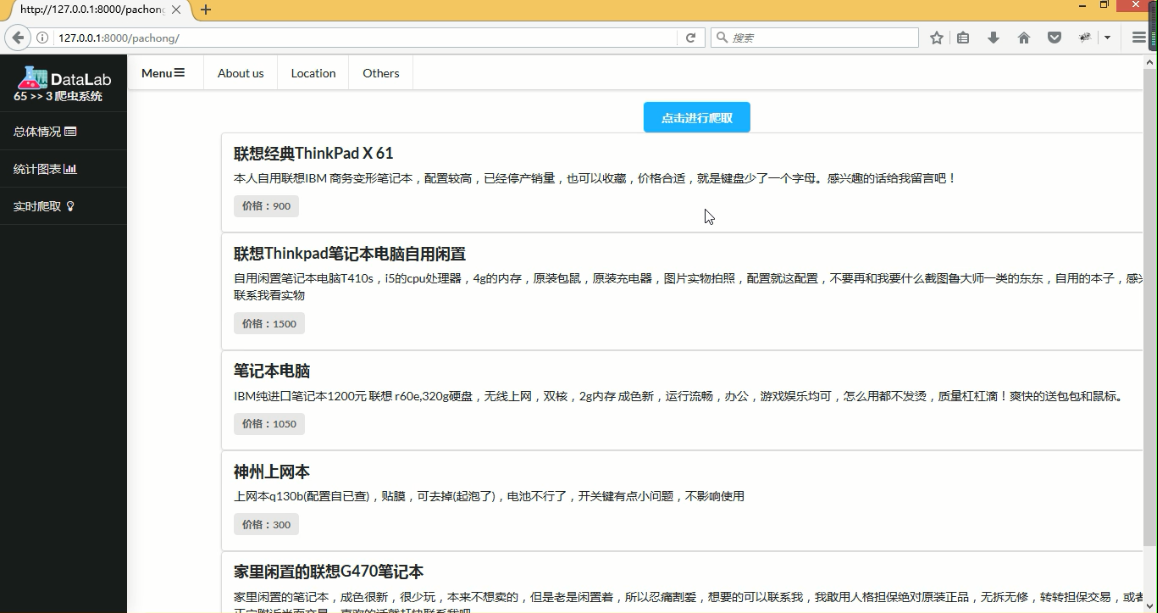 http://127.0.0.1:8000/pachong
127.0.0.1:8000/pachong/
搜索
DataLab
65 >> 3 爬虫系统
总体情况
统计图表
实时爬取
Menu
About us
Location
Others
点击进行爬取
联想经典ThinkPad X 61
本人自用联想IBM 商务变形笔记本，配置较高，已经停产销量，也可以收藏，价格合适，就是键盘少了一个字母。感兴趣的话给我留言吧！
价格：900
联想Thinkpad笔记本电脑自用闲置
自用闲置笔记本电脑T410s，i5的cpu处理器，4g的内存，原装包鼠，原装充电器，图片实物拍照，配置就这配置，不要再和我要什么截图鲁大师一类的东东，自用的本子，感兴
联系我看实物
价格：1500
笔记本电脑
IBM纯进口笔记本1200元 联想 r60e,320g硬盘，无线上网，双核，2g内存 成色新，运行流畅，办公，游戏娱乐均可，怎么用都不发烫，质量杠杠滴！爽快的送包包和鼠标。
价格：1050
神州上网本
上网本q130b(配置自已查)，贴膜，可去掉(起泡了)，电池不行了，开关键有点小问题，不影响使用
价格：300
家里闲置的联想G470笔记本
家里闲置的笔记本，成色很新，很少玩，本来不想卖的，但是老是闲置着，所以忍痛割爱，想要的可以联系我，我敢用人格担保绝对原装正品，无拆无修，转转担保交易，或者